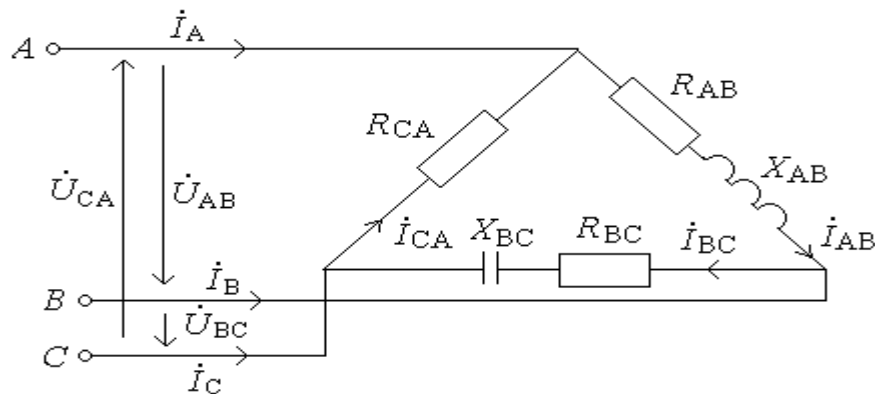 İ_A
A
R_AB
R_CA
X_AB
U̇_CA
U̇_AB
İ_CA
X_BC
R_BC
İ_BC
İ_AB
İ_B
B
U̇_BC
C
İ_C